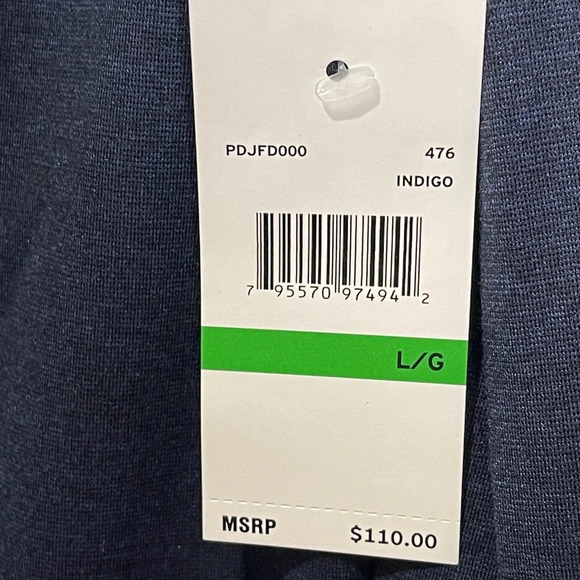 PDJFD000 476
INDIGO
7 95570 97494 2
L/G
MSRP $110.00